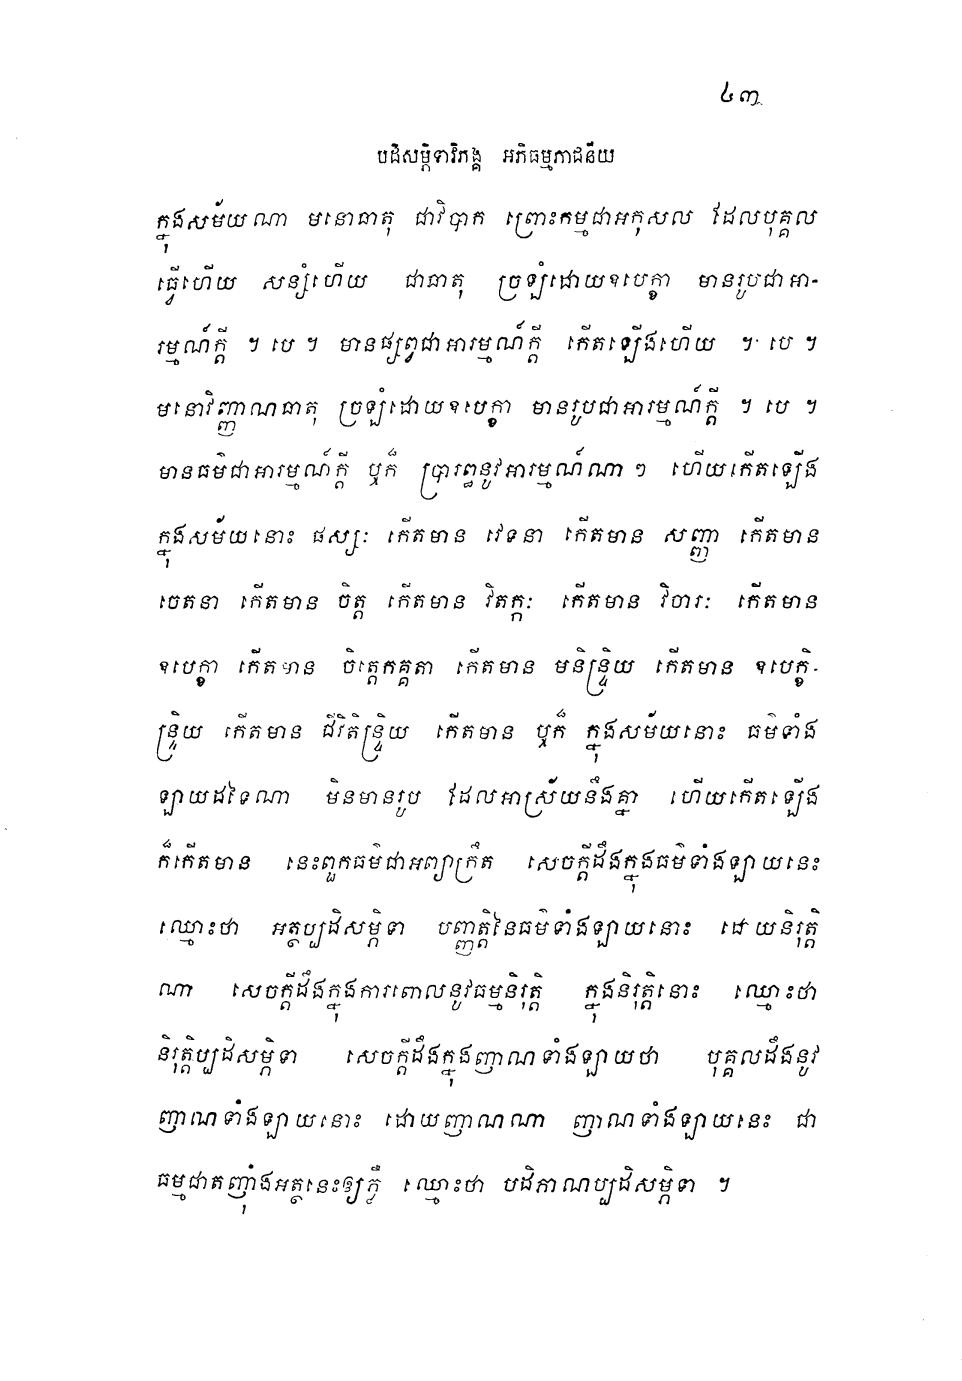 ៤៣
បដិសម្ភិទាវិភង្គ អភិធម្មភាជនីយ
ក្នុងសម័យណា មនោធាតុ ជាវិបាក ព្រោះកម្មជាអកុសល ដែលបុគ្គល
ធ្វើហើយ សន្សំហើយ ជាធាតុ ច្រឡំដោយឧបេក្ខា មានរូបជាអា-
រម្មណ៍ក្តី ។ បេ ។ មានផ្សព្វជាអារម្មណ៍ក្តី កើតឡើងហើយ ។ បេ ។
មនោវិញ្ញាណធាតុ ច្រឡំដោយឧបេក្ខា មានរូបជាអារម្មណ៍ក្តី ។ បេ ។
មានធម៌ជាអារម្មណ៍ក្តី ឬក៏ ប្រារព្ធនូវអារម្មណ៍ណាៗ ហើយកើតឡើង
ក្នុងសម័យនោះ ផស្សៈ កើតមាន វេទនា កើតមាន សញ្ញា កើតមាន
ចេតនា កើតមាន ចិត្ត កើតមាន វិតក្កៈ កើតមាន វិចារៈ កើតមាន
ឧបេក្ខា កើតមាន ចិត្តេកគ្គតា កើតមាន មនិន្ទ្រិយ កើតមាន ឧបេក្ខិ-
ន្ទ្រិយ កើតមាន ជីវិតិន្ទ្រិយ កើតមាន ឬក៏ ក្នុងសម័យនោះ ធម៌ទាំង
ឡាយដទៃណា មិនមានរូប ដែលអាស្រ័យនឹងគ្នា ហើយកើតឡើង
ក៏កើតមាន នេះពួកធម៌ជាអព្យាក្រឹត សេចក្តីដឹងក្នុងធម៌ទាំងឡាយនេះ
ឈ្មោះថា អត្ថប្បដិសម្ភិទា បញ្ញត្តិនៃធម៌ទាំងឡាយនោះ ដោយនិរុត្តិ
ណា សេចក្តីដឹងក្នុងការពោលនូវធម្មនិរុត្តិ ក្នុងនិរុត្តិនោះ ឈ្មោះថា
និរុត្តិប្បដិសម្ភិទា សេចក្តីដឹងក្នុងញាណទាំងឡាយថា បុគ្គលដឹងនូវ
ញាណទាំងឡាយនោះ ដោយញាណណា ញាណទាំងឡាយនេះ ជា
ធម្មជាតញុំាងអត្ថនេះឲ្យភ្លឺ ឈ្មោះថា បដិភាណប្បដិសម្ភិទា ។